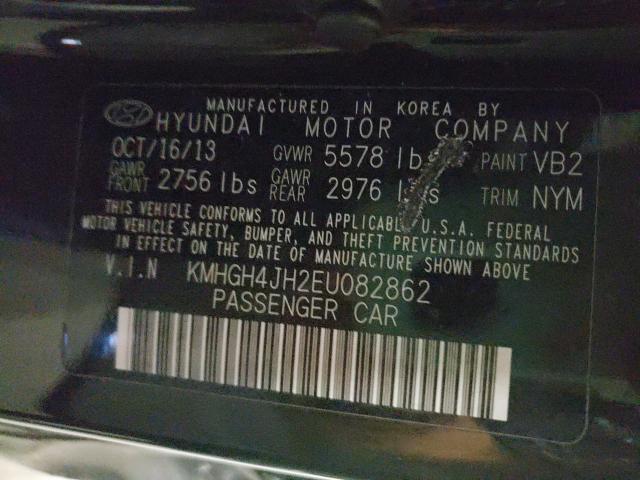 MANUFACTURED IN KOREA BY
HYUNDAI MOTOR COMPANY
OCT/16/13 GVWR 5578 lbs PAINT VB2
GAWR FRONT 2756 lbs GAWR REAR 2976 lbs TRIM NYM
THIS VEHICLE CONFORMS TO ALL APPLICABLE U.S.A. FEDERAL
MOTOR VEHICLE SAFETY, BUMPER, AND THEFT PREVENTION STANDARDS
IN EFFECT ON THE DATE OF MANUFACTURE SHOWN ABOVE
V.I.N KMHGH4JH2EU082862
PASSENGER CAR